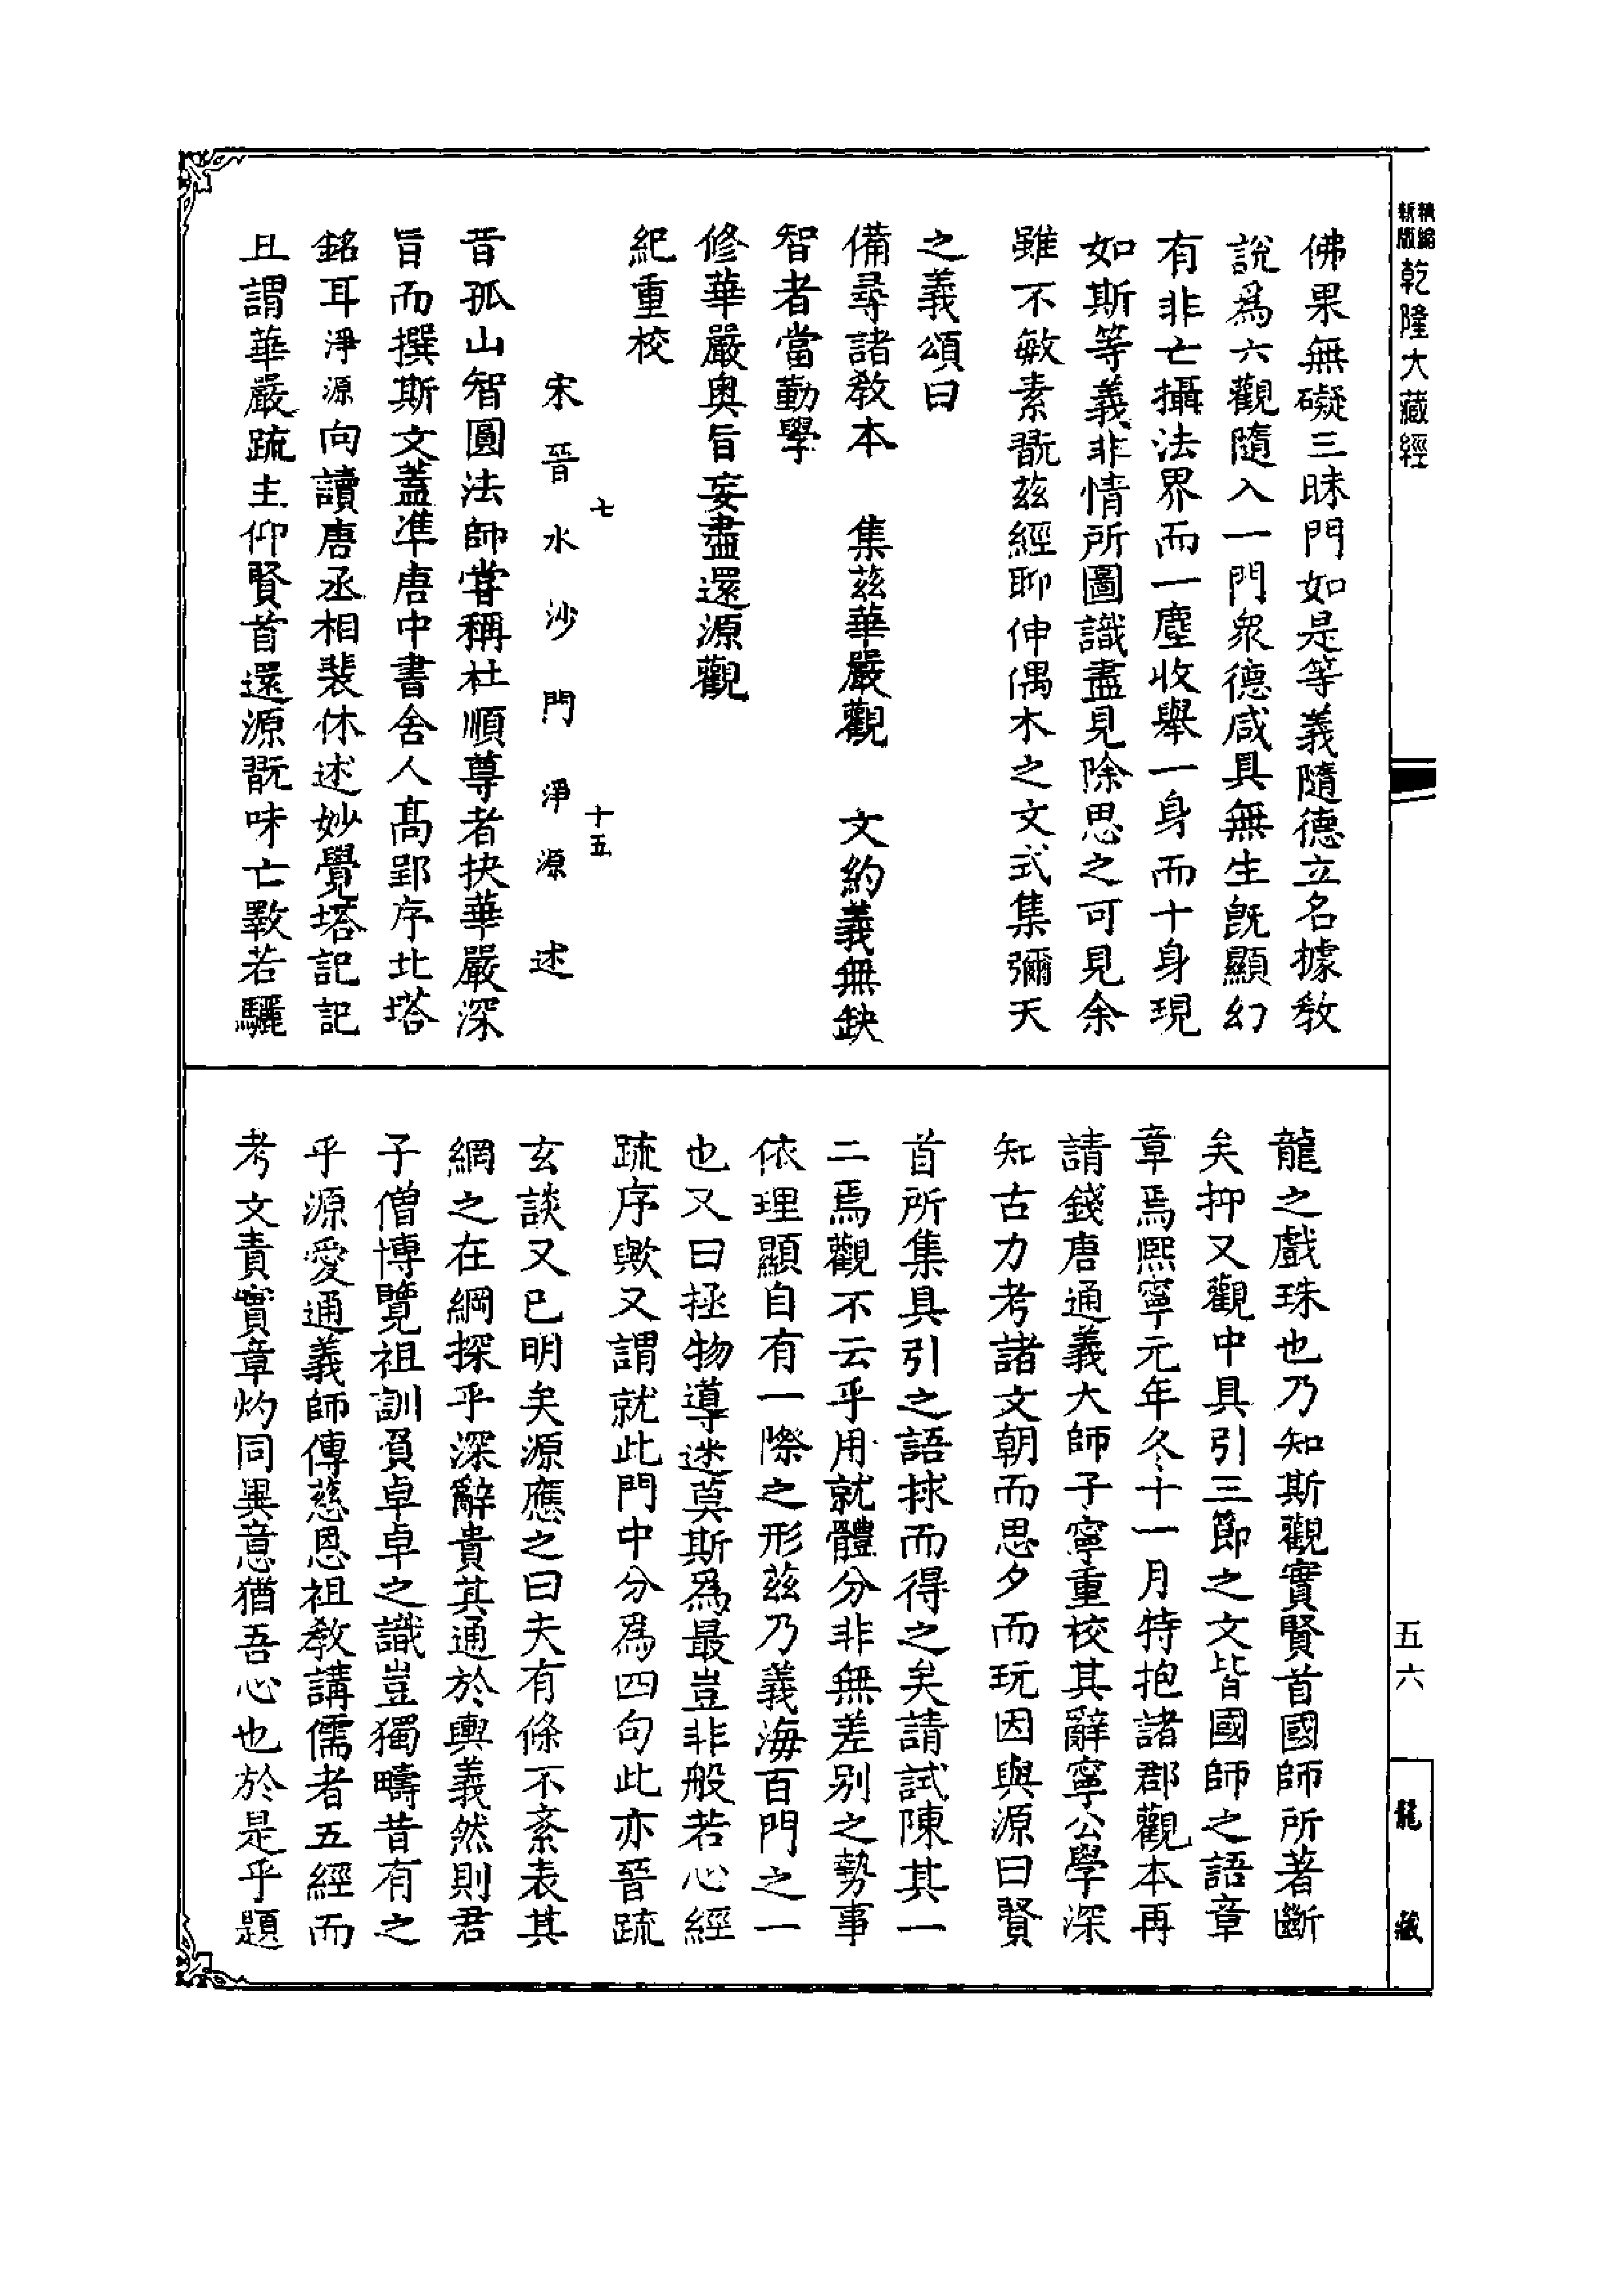 精縮
新版
乾隆大藏經
佛果無礙三昧門如是等義隨德立名據教
說爲六觀隨入一門衆德咸具無生旣顯幻
有非亡攝法界而一塵收舉一身而十身現
如斯等義非情所圖識盡見除思之可見余
雖不敏素翫茲經聊伸偶木之文式集彌天
之義頌曰
備尋諸教本 集茲華嚴觀 文約義無缺
智者當勤學
修華嚴奥旨妄盡還源觀
紀重校
七 十五
宋晉水沙門淨源述
昔孤山智圓法師甞稱杜順尊者抉華嚴深
旨而撰斯文蓋準唐中書舍人高郢序北塔
銘耳淨源向讀唐丞相裴休述妙覺塔記記
且謂華嚴疏主仰賢首還源翫味亡斁若驪
龍之戲珠也乃知斯觀實賢首國師所著斷
矣抑又觀中具引三節之文皆國師之語章
章焉熙寧元年冬十一月特抱諸郡觀本再
請錢唐通義大師子寧重校其辭寧公學深
知古力考諸文朝而思夕而玩因與源曰賢
首所集具引之語捄而得之矣請試陳其一
二焉觀不云乎用就體分非無差別之勢事
依理顯自有一際之形茲乃義海百門之一
也又曰拯物導迷莫斯爲最豈非般若心經
疏序歟又謂就此門中分爲四句此亦晉疏
玄談又已明矣源應之曰夫有條不紊表其
網之在綱探乎深辭貴其通於輿義然則君
子僧博覽祖訓負卓卓之識豈獨疇昔有之
乎源愛通義師傳慈恩祖教講儒者五經而
考文責實章灼同異意猶吾心也於是乎題
五六
龍藏